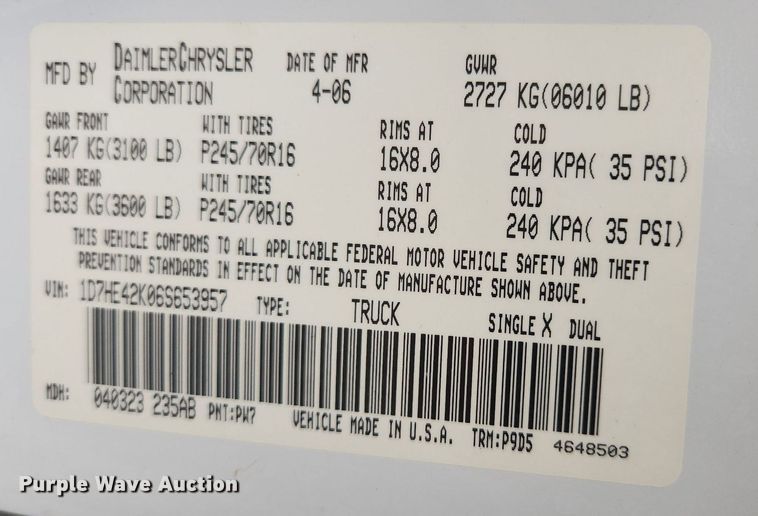 MFD BY DAIMLERCHRYSLER CORPORATION DATE OF MFR 4-06 GVWR 2727 KG(06010 LB)
GAWR FRONT WITH TIRES RIMS AT COLD
1407 KG(3100 LB) P245/70R16 16X8.0 240 KPA( 35 PSI)
GAWR REAR WITH TIRES RIMS AT COLD
1633 KG(3600 LB) P245/70R16 16X8.0 240 KPA( 35 PSI)
THIS VEHICLE CONFORMS TO ALL APPLICABLE FEDERAL MOTOR VEHICLE SAFETY AND THEFT
PREVENTION STANDARDS IN EFFECT ON THE DATE OF MANUFACTURE SHOWN ABOVE.
VIN: 1D7HE42K06S653957 TYPE: TRUCK SINGLE X DUAL
MDH: 040323 235AB PNT:PW7 VEHICLE MADE IN U.S.A. TRM:P9D5 4648503
Purple Wave Auction